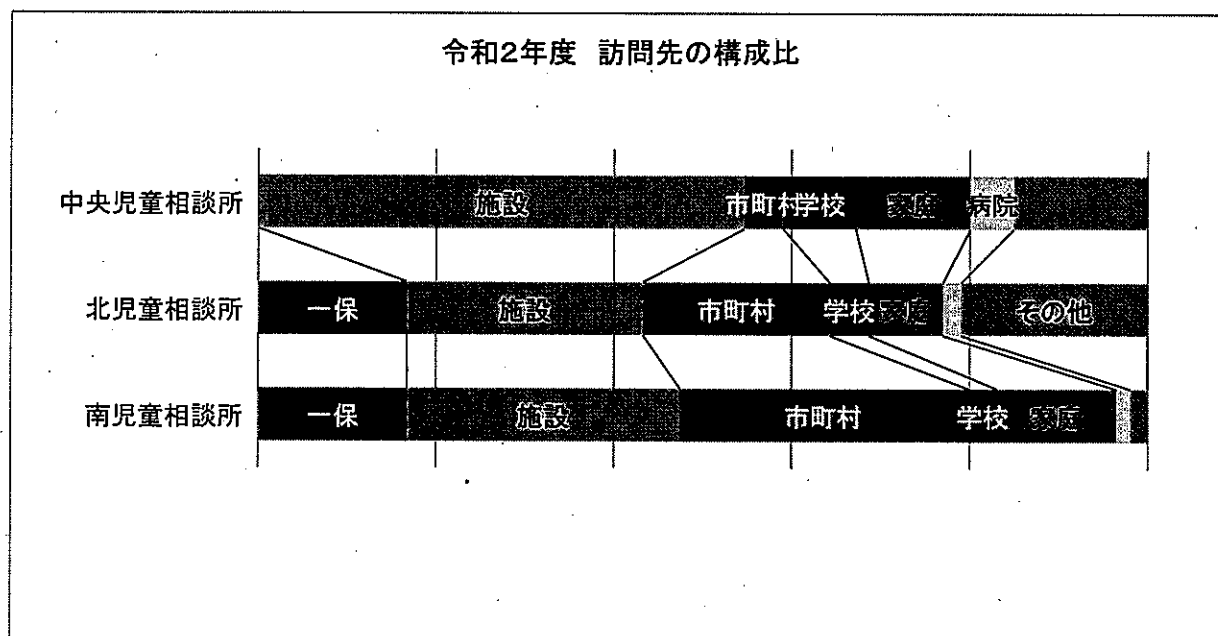 令和2年度 訪問先の構成比
中央児童相談所 施設 市町村 学校 家庭 病院
北児童相談所 一保 施設 市町村 学校 家庭 その他
南児童相談所 一保 施設 市町村 学校 家庭